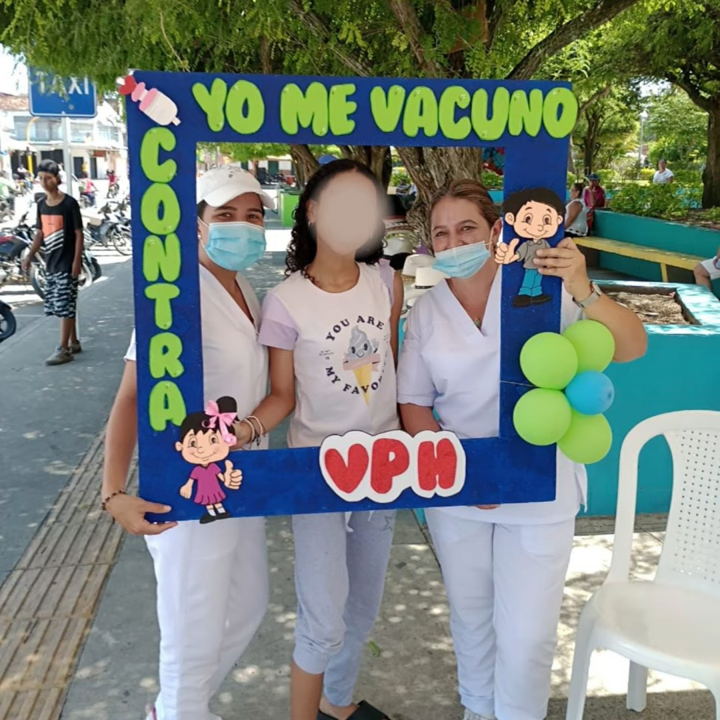 TAXI
YO ME VACUNO
CONTRA
VPH
YOU ARE
MY FAVO